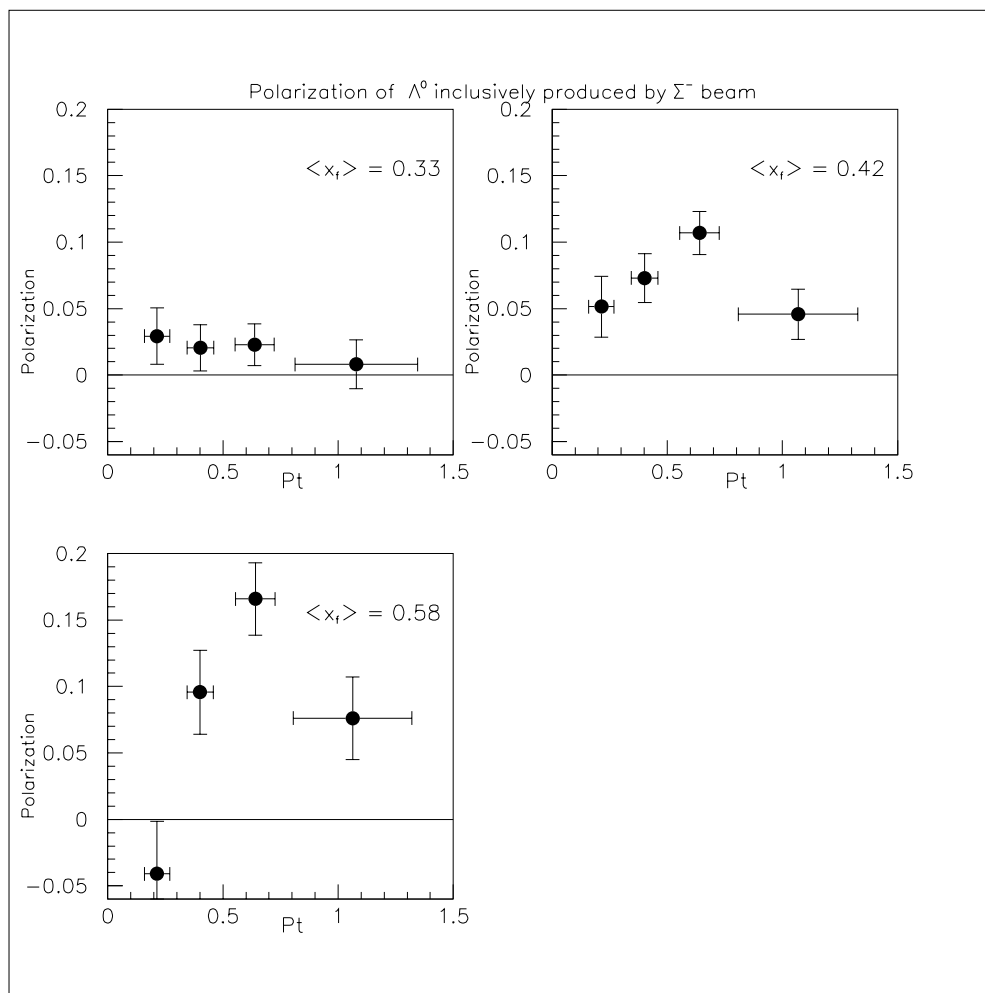 Polarization of Λ⁰ inclusively produced by Σ⁻ beam
Polarization
0.2
0.15
0.1
0.05
0
−0.05
<x_f> = 0.33
0 0.5 1 1.5
Pt
Polarization
0.2
0.15
0.1
0.05
0
−0.05
<x_f> = 0.42
0 0.5 1 1.5
Pt
Polarization
0.2
0.15
0.1
0.05
0
−0.05
<x_f> = 0.58
0 0.5 1 1.5
Pt